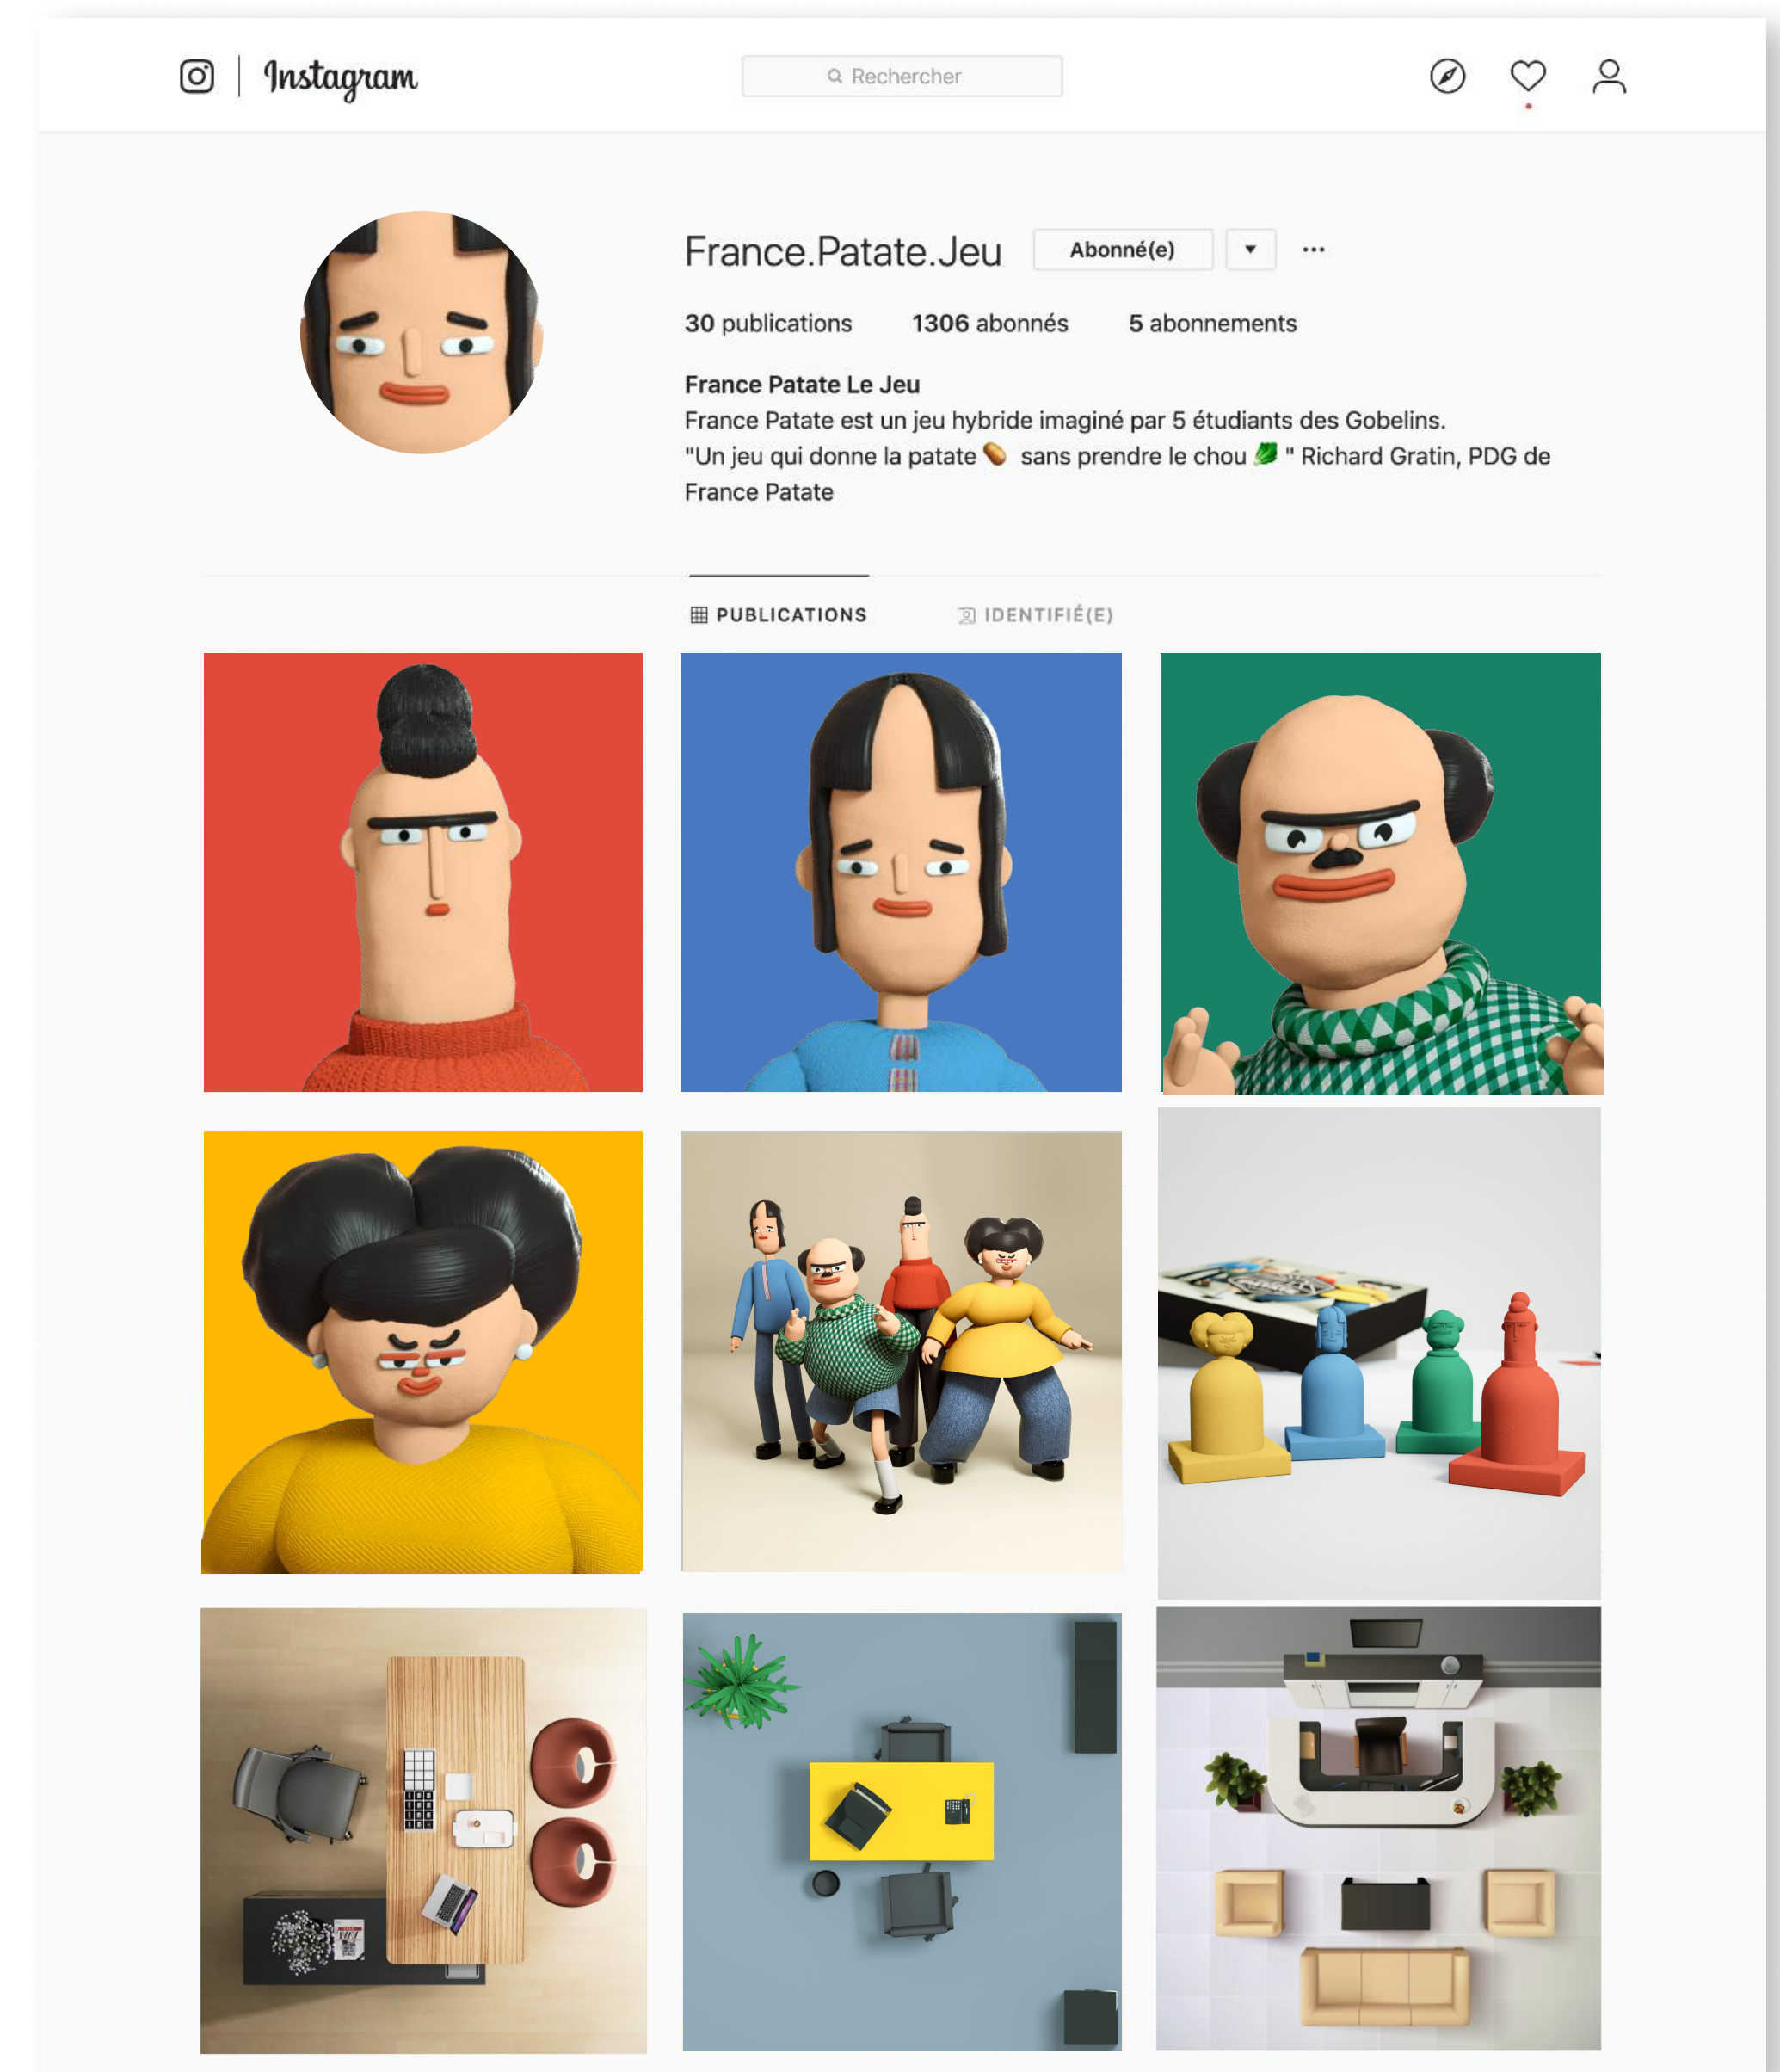 Instagram
Rechercher
France.Patate.Jeu
Abonné(e)
30 publications
1306 abonnés
5 abonnements
France Patate Le Jeu
France Patate est un jeu hybride imaginé par 5 étudiants des Gobelins.
"Un jeu qui donne la patate 🥔 sans prendre le chou 🥬 " Richard Gratin, PDG de
France Patate
PUBLICATIONS
IDENTIFIÉ(E)